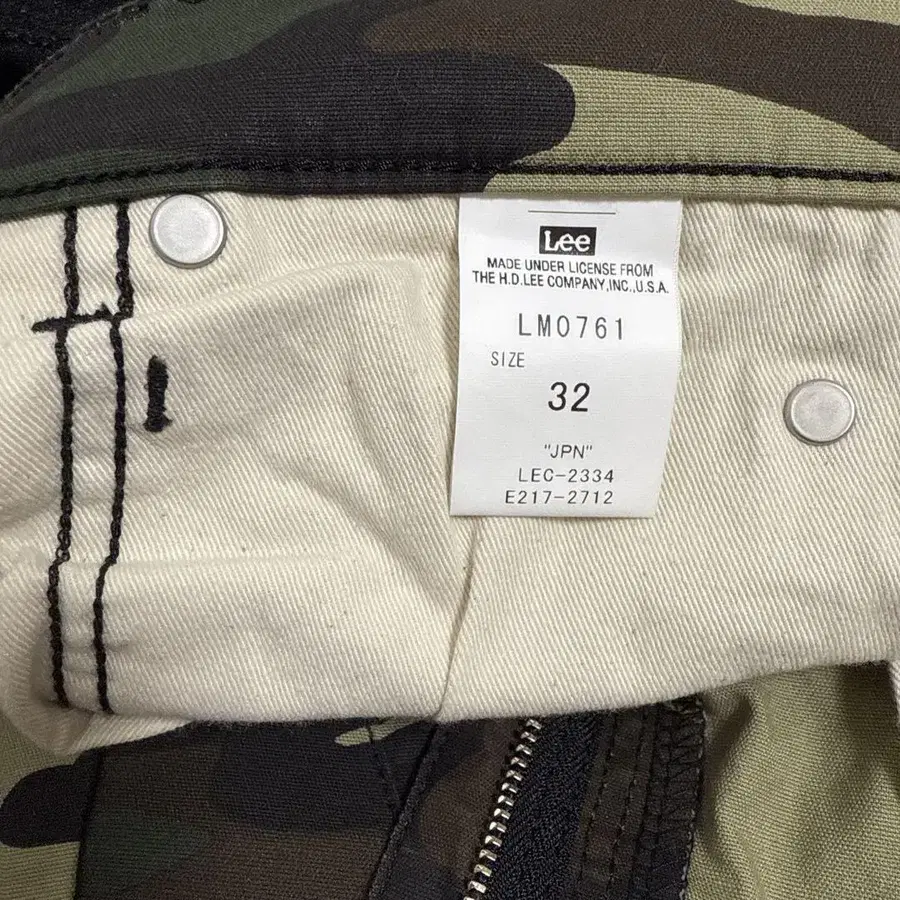 Lee
MADE UNDER LICENSE FROM
THE H.D.LEE COMPANY,INC.,U.S.A.
LM0761
SIZE
32
"JPN"
LEC-2334
E217-2712